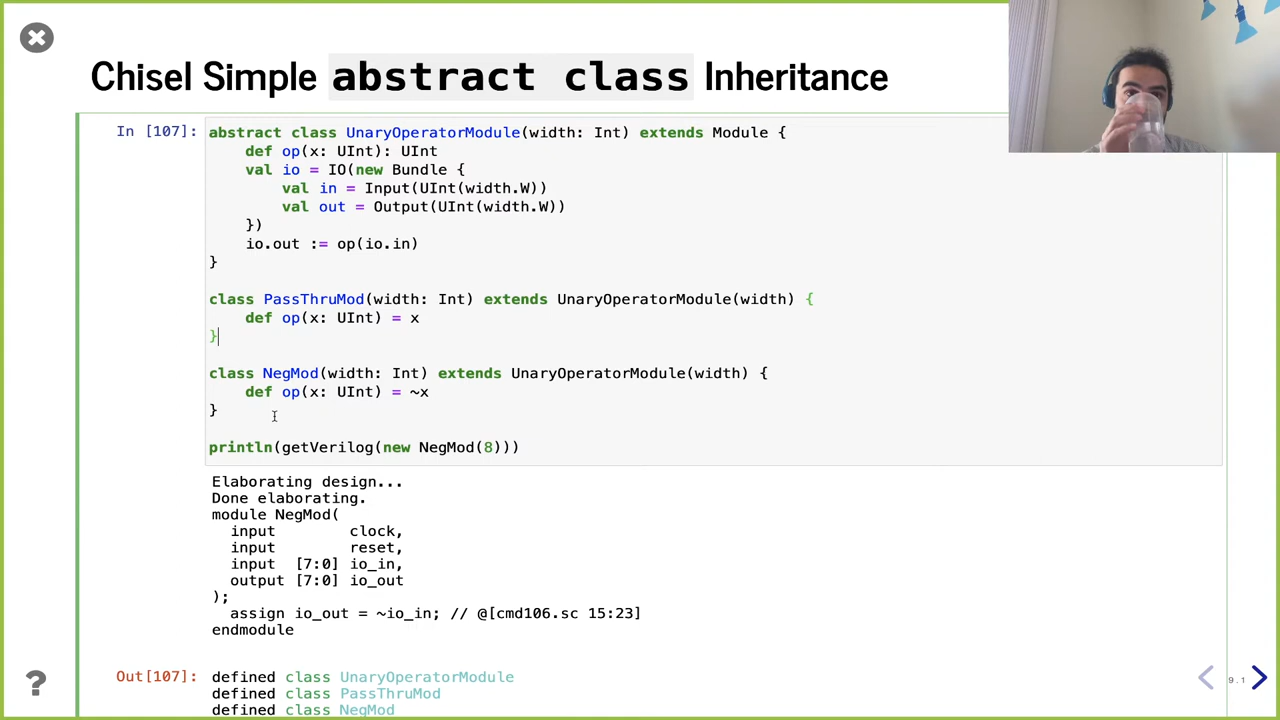 Chisel Simple abstract class Inheritance
In [107]:
abstract class UnaryOperatorModule(width: Int) extends Module {
    def op(x: UInt): UInt
    val io = IO(new Bundle {
        val in = Input(UInt(width.W))
        val out = Output(UInt(width.W))
    })
    io.out := op(io.in)
}
class PassThruMod(width: Int) extends UnaryOperatorModule(width) {
    def op(x: UInt) = x
}
class NegMod(width: Int) extends UnaryOperatorModule(width) {
    def op(x: UInt) = ~x
}
println(getVerilog(new NegMod(8)))
Elaborating design...
Done elaborating.
module NegMod(
  input        clock,
  input        reset,
  input  [7:0] io_in,
  output [7:0] io_out
);
  assign io_out = ~io_in; // @[cmd106.sc 15:23]
endmodule
Out[107]:
defined class UnaryOperatorModule
defined class PassThruMod
defined class NegMod
?
9.1